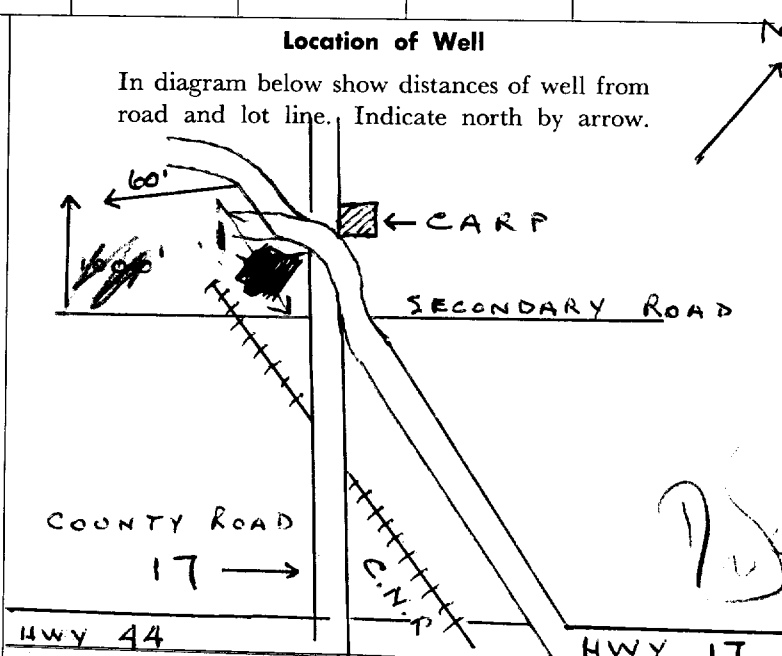 Location of Well
In diagram below show distances of well from
road and lot line. Indicate north by arrow.
N
60'
← CARP
SECONDARY ROAD
COUNTY ROAD
17
C.N.R
HWY 44
HWY 17